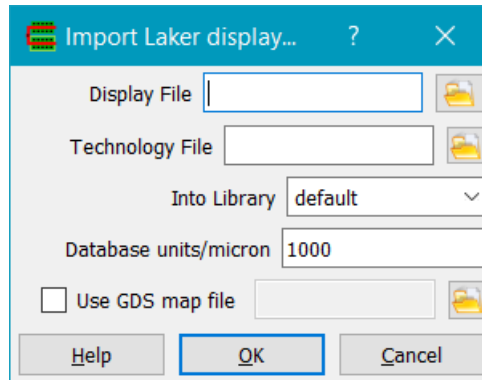 Import Laker display... ?
Display File
Technology File
Into Library default
Database units/micron 1000
Use GDS map file
Help OK Cancel